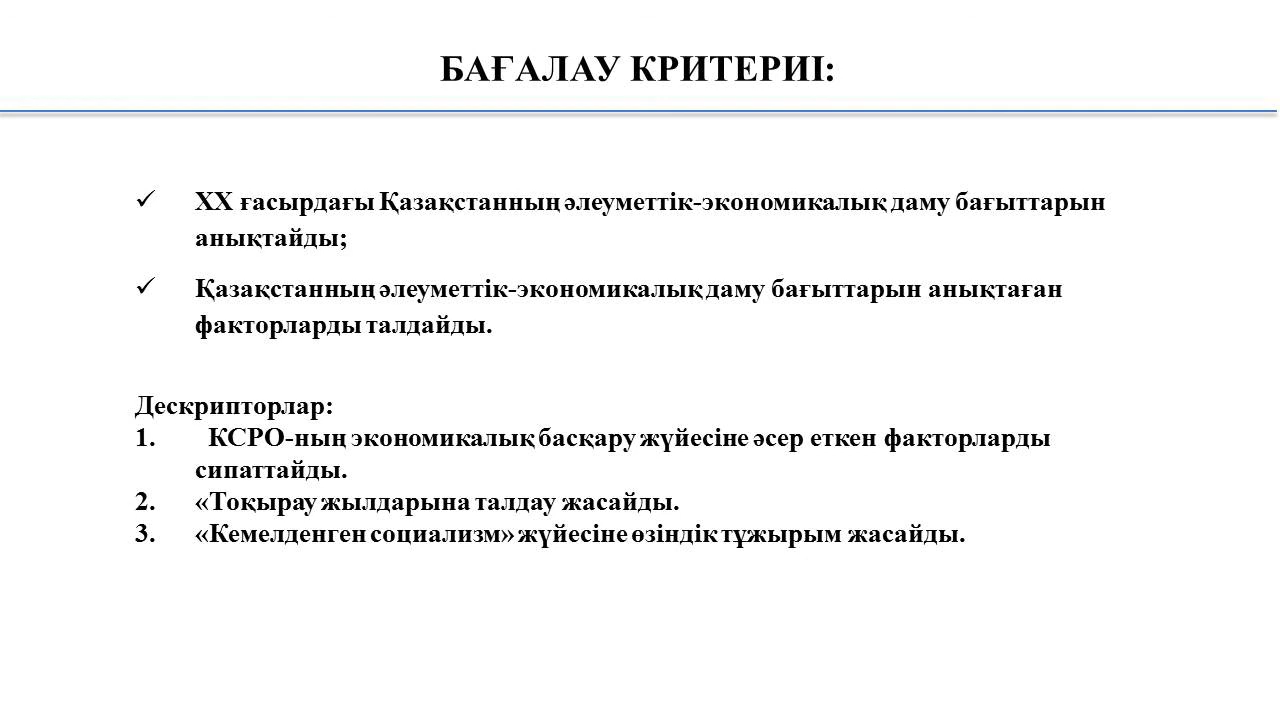 БАҒАЛАУ КРИТЕРИІ:
✓ ХХ ғасырдағы Қазақстанның әлеуметтік-экономикалық даму бағыттарын
анықтайды;
✓ Қазақстанның әлеуметтік-экономикалық даму бағыттарын анықтаған
факторларды талдайды.
Дескрипторлар:
1. КСРО-ның экономикалық басқару жүйесіне әсер еткен факторларды
сипаттайды.
2. «Тоқырау жылдарына талдау жасайды.
3. «Кемелденген социализм» жүйесіне өзіндік тұжырым жасайды.